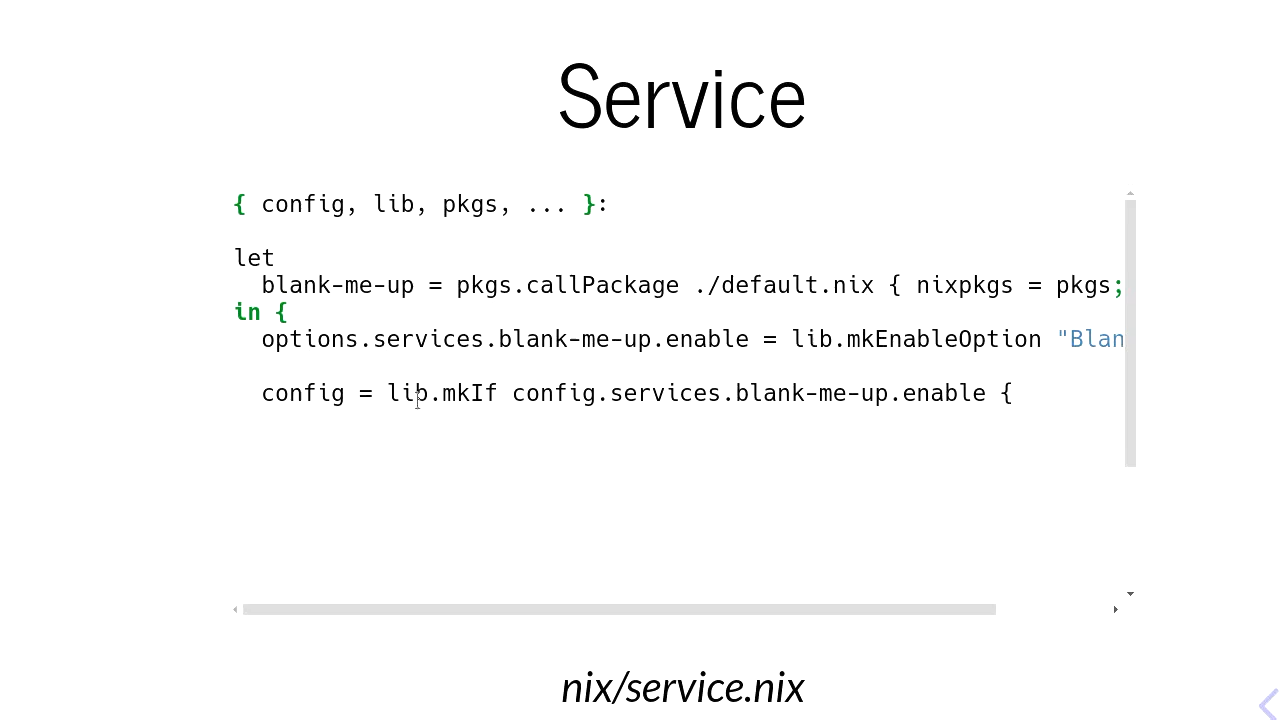 Service
{ config, lib, pkgs, ... }:
let
  blank-me-up = pkgs.callPackage ./default.nix { nixpkgs = pkgs;
in {
  options.services.blank-me-up.enable = lib.mkEnableOption "Blan
  config = lib.mkIf config.services.blank-me-up.enable {
nix/service.nix